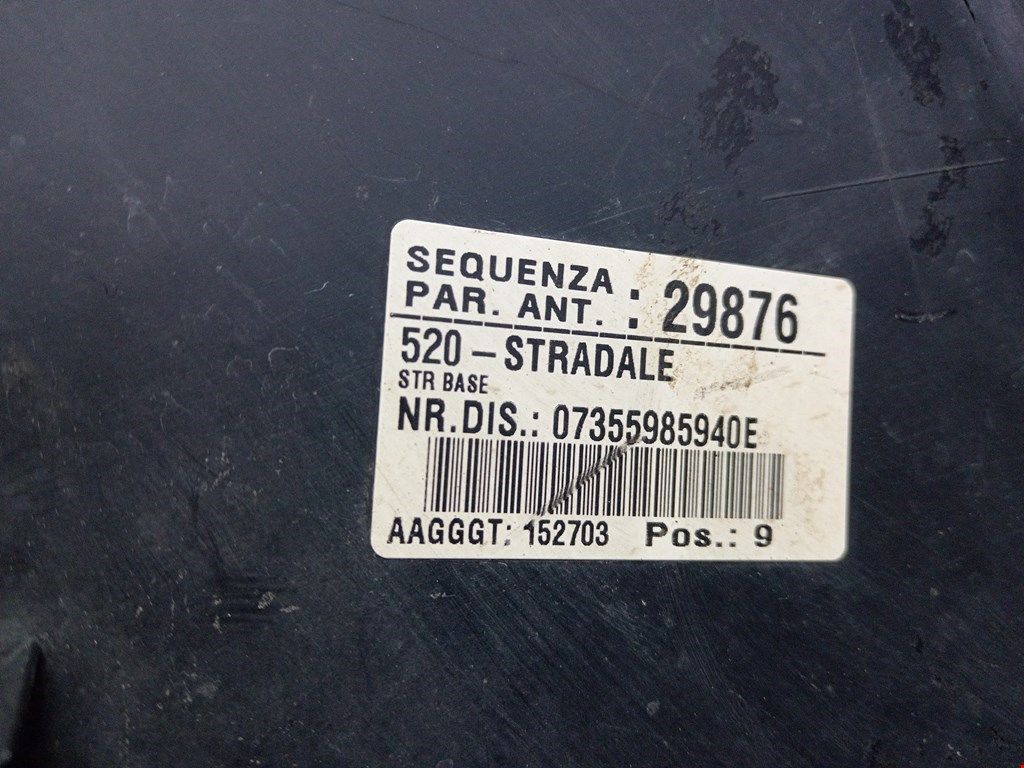 SEQUENZA
PAR. ANT. : 29876
520 - STRADALE
STR BASE
NR.DIS.: 07355985940E
AAGGGT: 152703 Pos.: 9